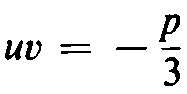 uv = − p/3